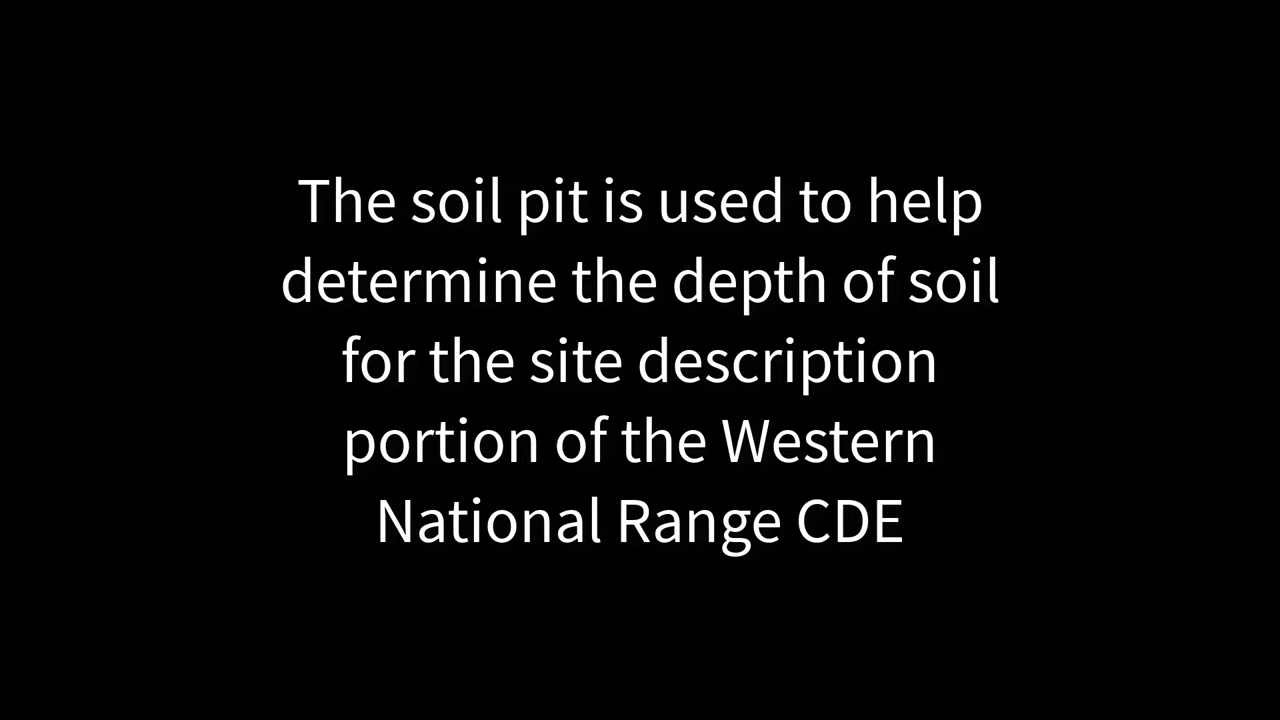 The soil pit is used to help
determine the depth of soil
for the site description
portion of the Western
National Range CDE